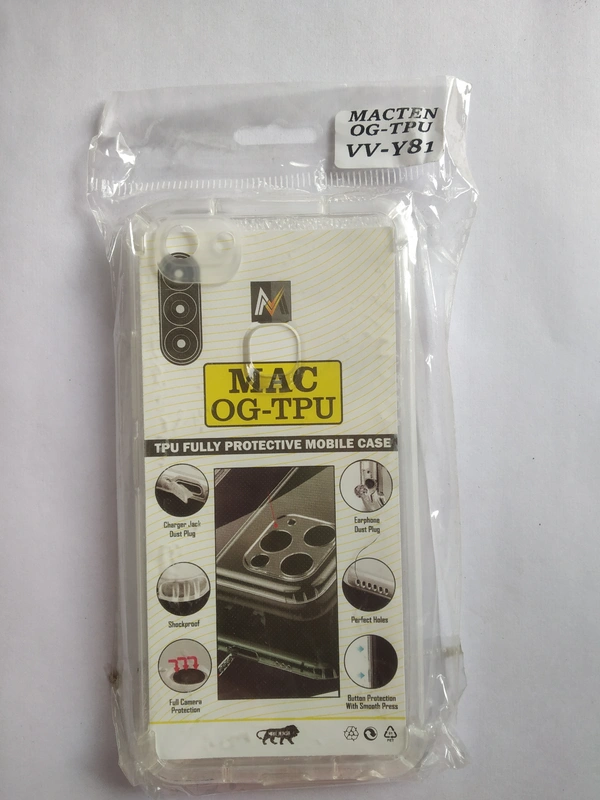 MACTEN
OG-TPU
VV-Y81
MAC
OG-TPU
TPU FULLY PROTECTIVE MOBILE CASE
Charger Jack
Dust Plug
Earphone
Dust Plug
Shockproof
Perfect Holes
Full Camera
Protection
Button Protection
With Smooth Press